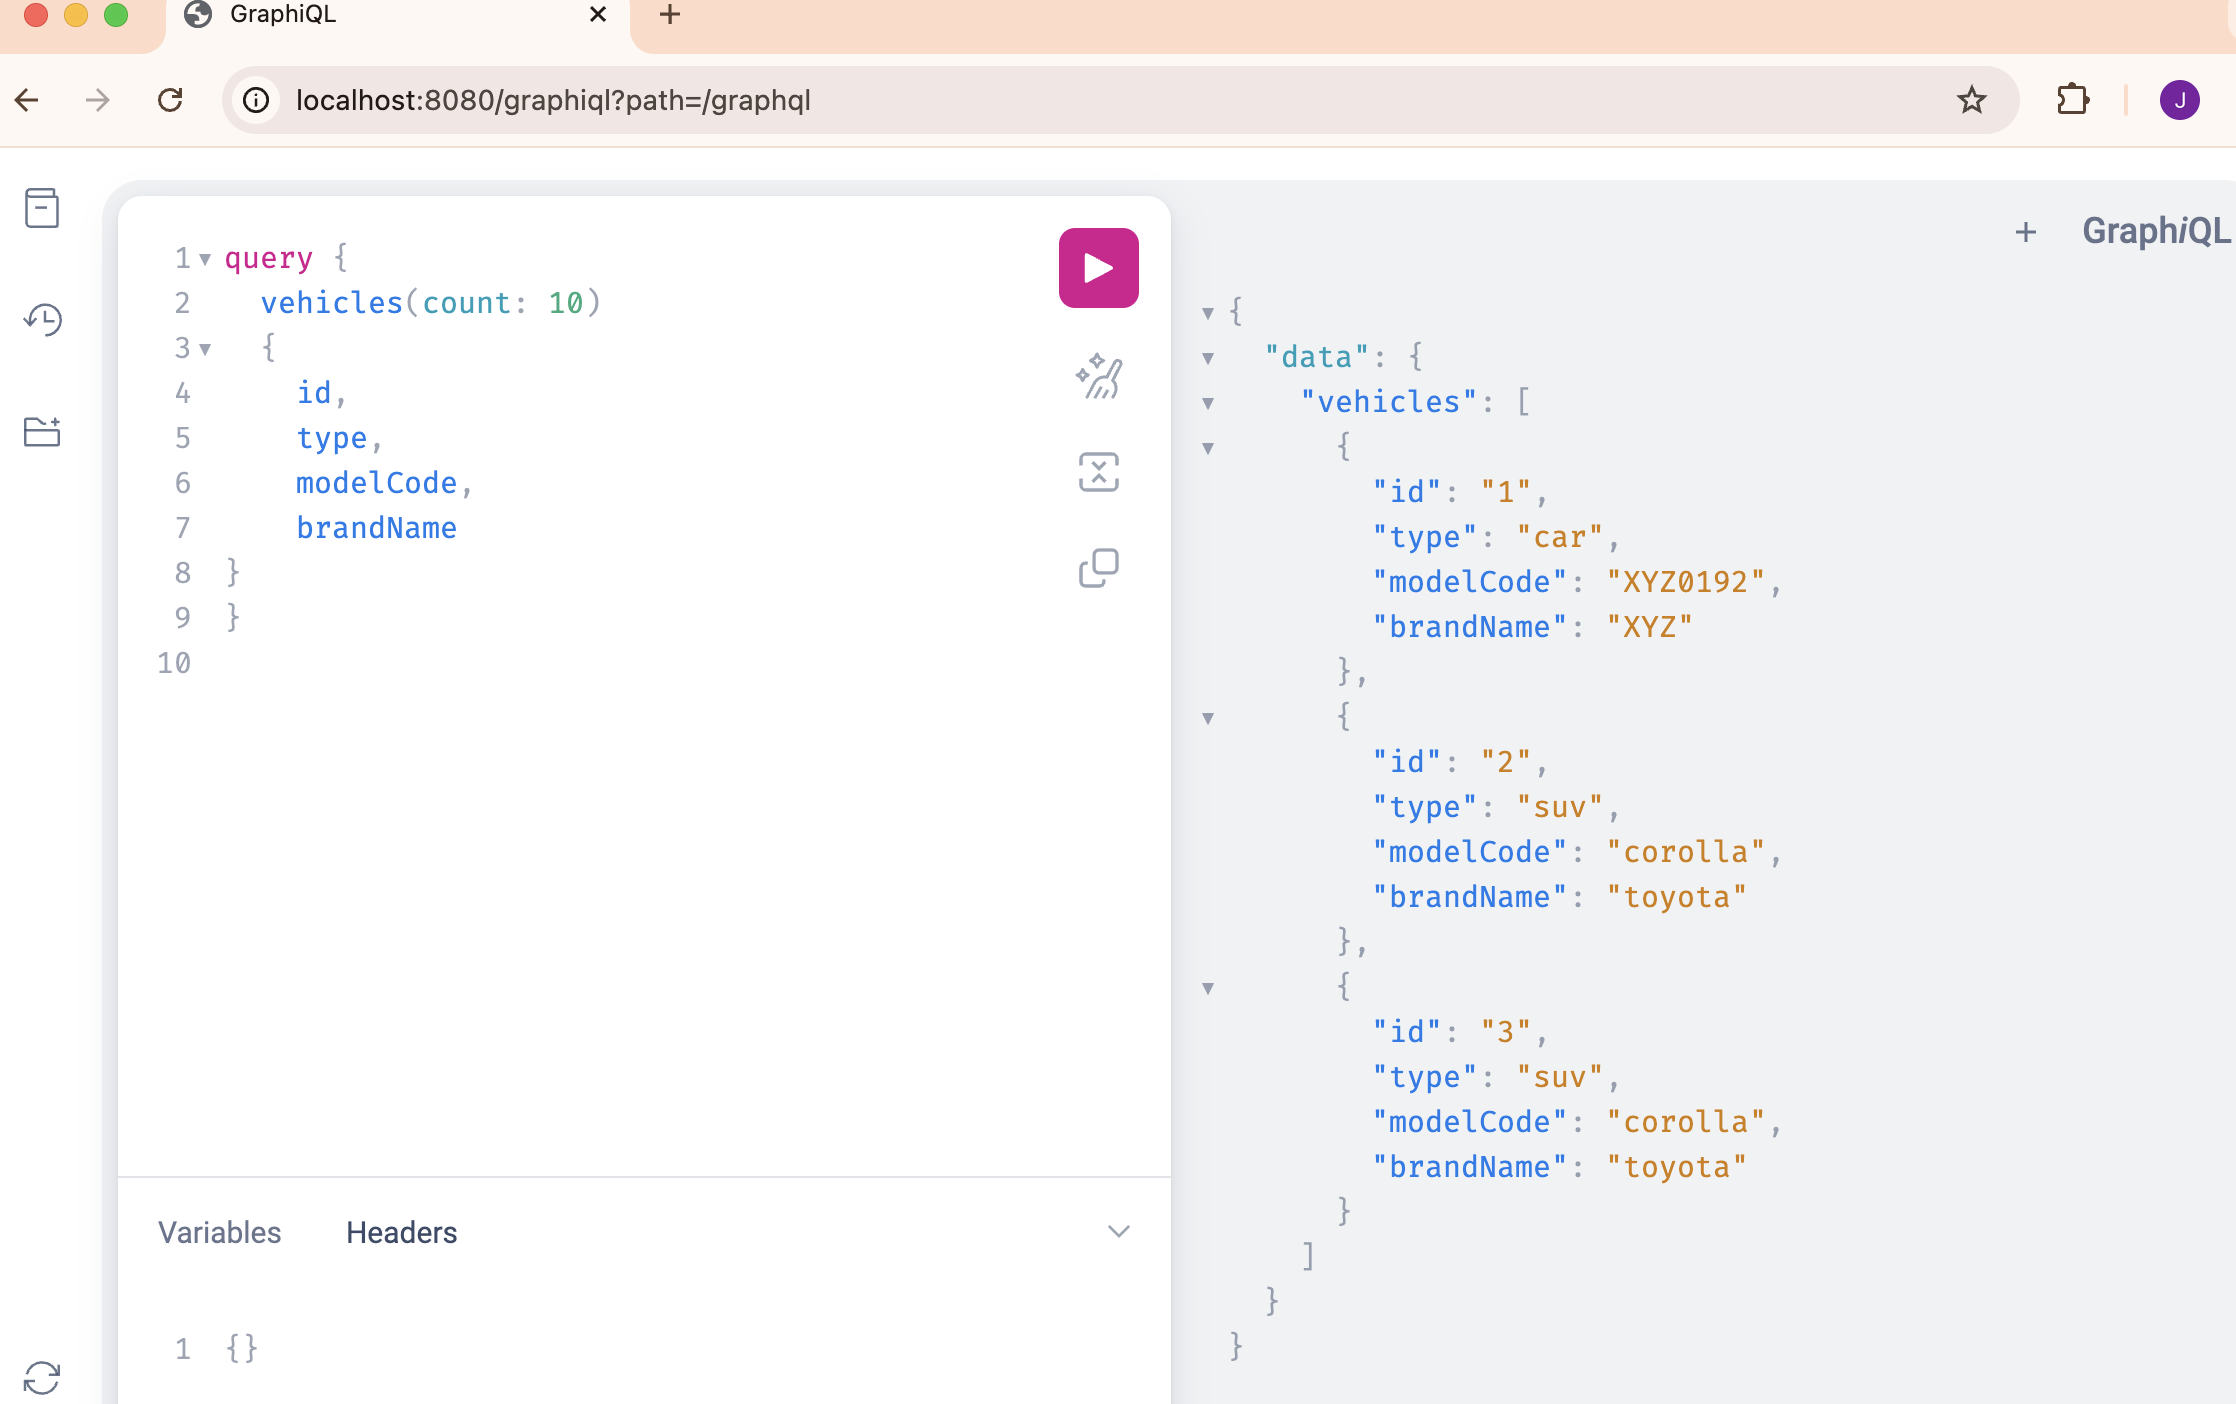 GraphiQL
localhost:8080/graphiql?path=/graphql
J
1 query {
2 vehicles(count: 10)
3 {
4 id,
5 type,
6 modelCode,
7 brandName
8 }
9 }
10
Variables Headers
1 {}
+ GraphiQL
{
"data": {
"vehicles": [
{
"id": "1",
"type": "car",
"modelCode": "XYZ0192",
"brandName": "XYZ"
},
{
"id": "2",
"type": "suv",
"modelCode": "corolla",
"brandName": "toyota"
},
{
"id": "3",
"type": "suv",
"modelCode": "corolla",
"brandName": "toyota"
}
]
}
}